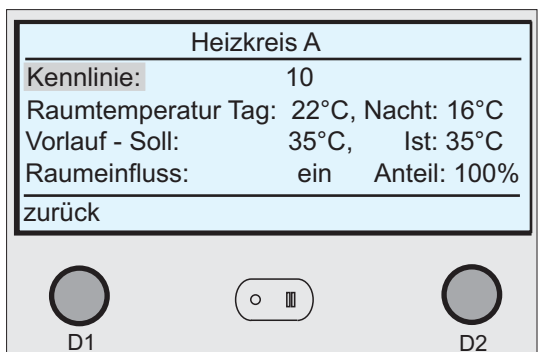 Heizkreis A
Kennlinie: 10
Raumtemperatur Tag: 22°C, Nacht: 16°C
Vorlauf - Soll: 35°C, Ist: 35°C
Raumeinfluss: ein Anteil: 100%
zurück
D1 D2